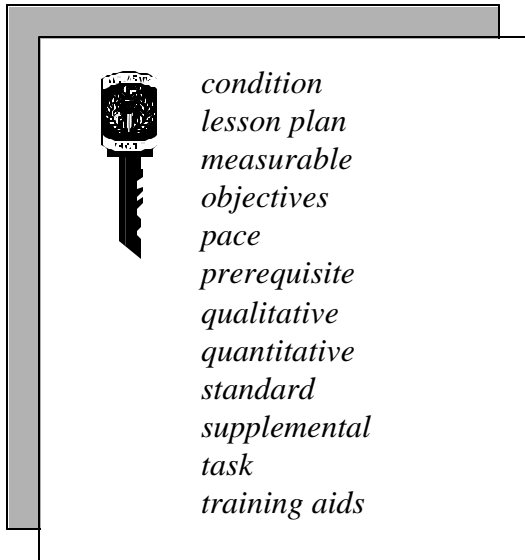 condition
lesson plan
measurable
objectives
pace
prerequisite
qualitative
quantitative
standard
supplemental
task
training aids